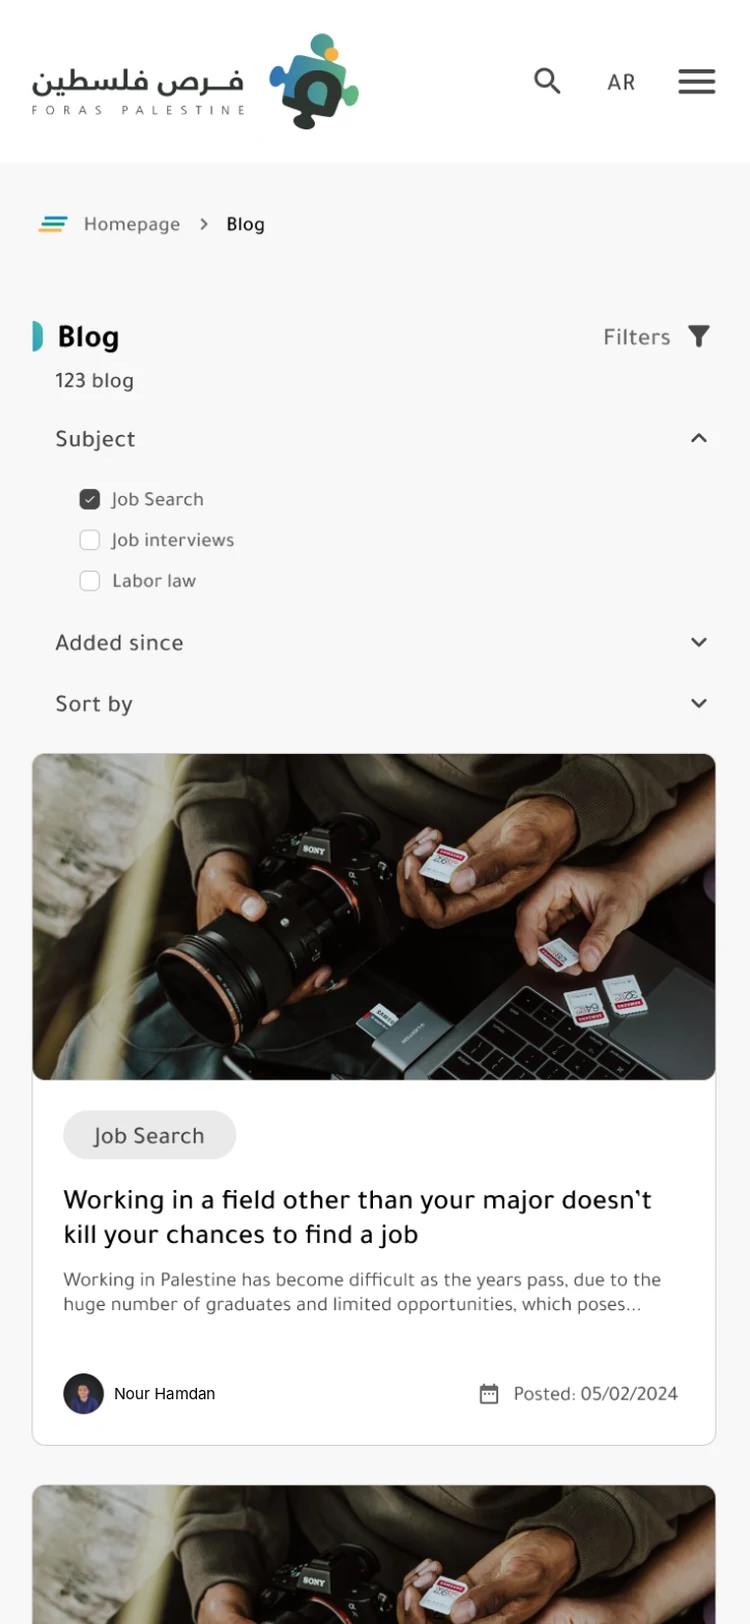 فـرص فلسطين
FORAS PALESTINE
AR
Homepage > Blog
Blog
Filters
123 blog
Subject
Job Search
Job interviews
Labor law
Added since
Sort by
SONY
Job Search
Working in a field other than your major doesn’t
kill your chances to find a job
Working in Palestine has become difficult as the years pass, due to the
huge number of graduates and limited opportunities, which poses...
Nour Hamdan
Posted: 05/02/2024
SONY